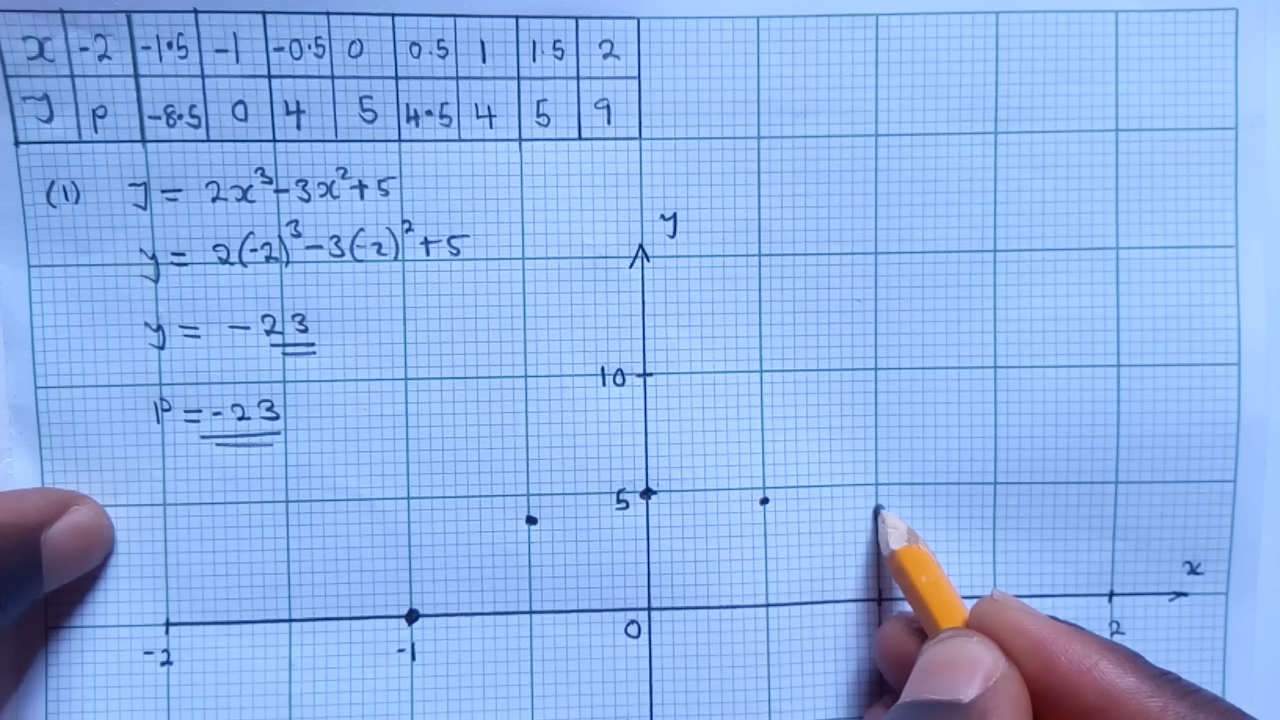 x -2 -1.5 -1 -0.5 0 0.5 1 1.5 2
y p -8.5 0 4 5 4.5 4 5 9
(1) y = 2x³-3x²+5
y = 2(-2)³-3(-2)²+5
y = -23
P = -23
y
10
5
x
-2 -1 0 2